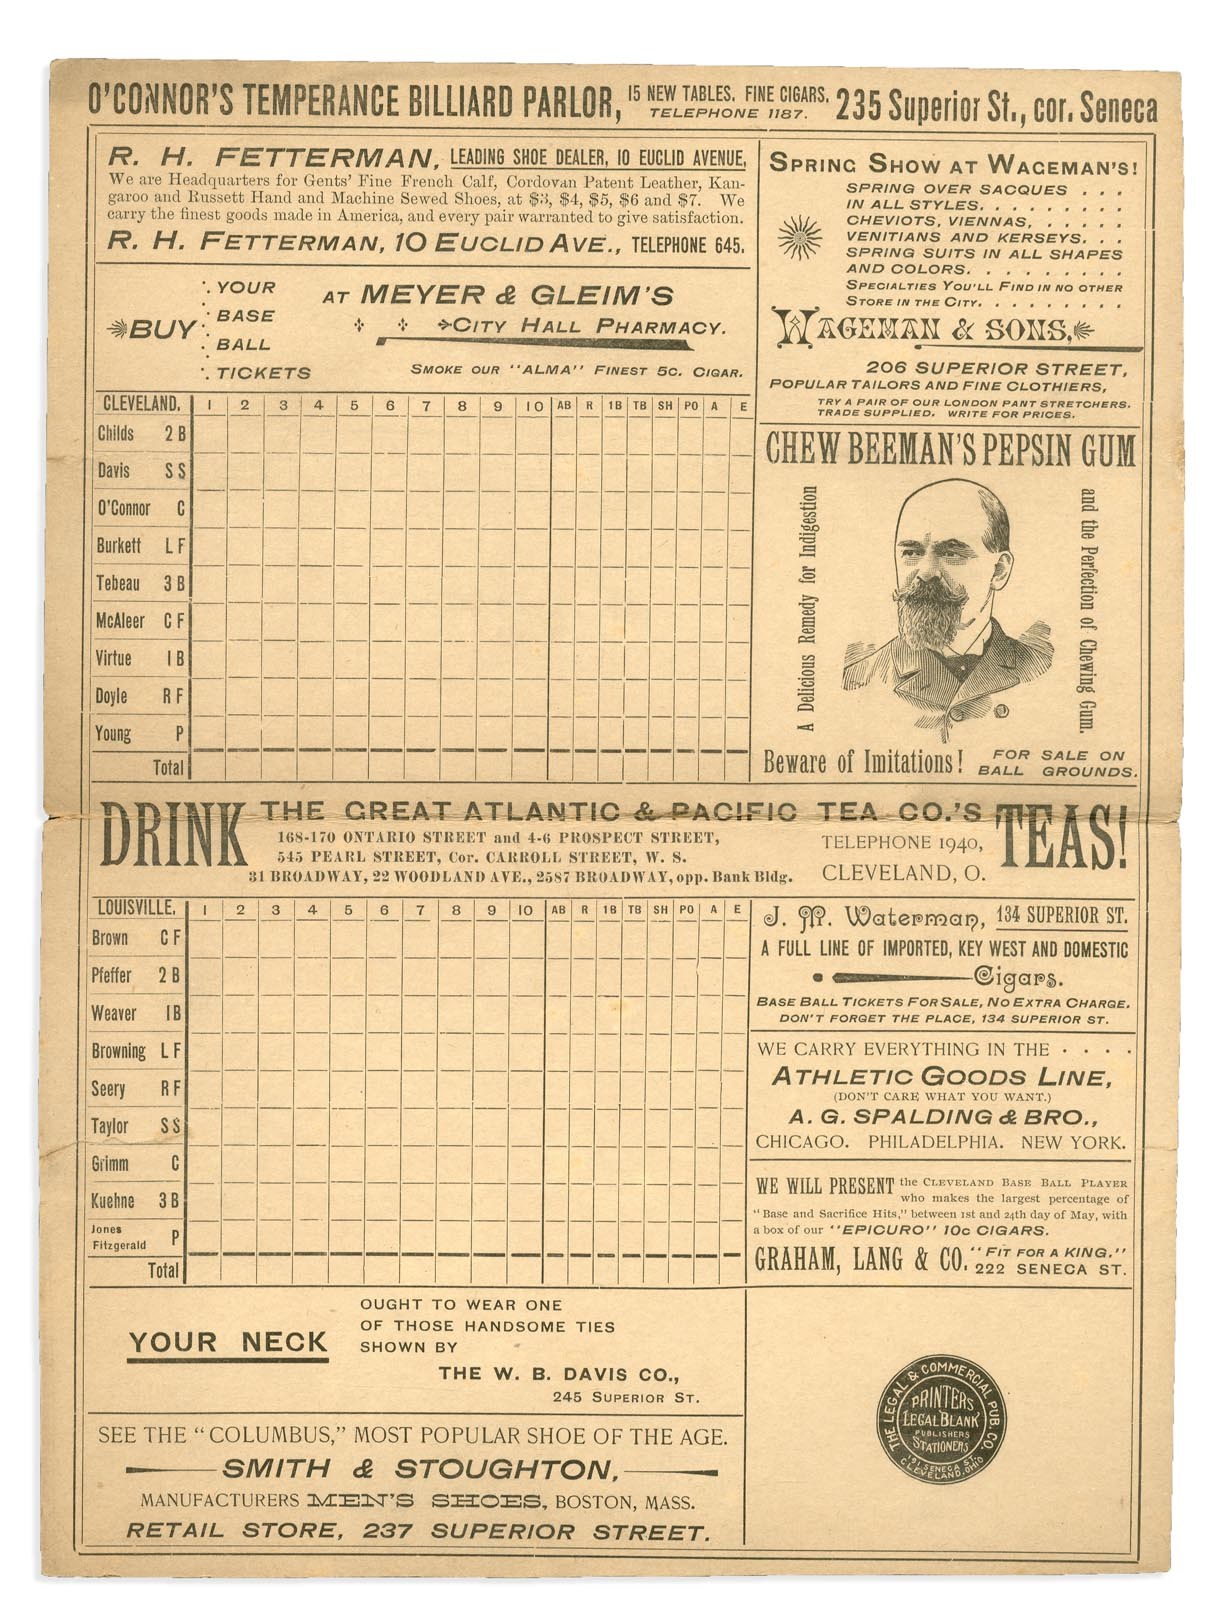 O'CONNOR'S TEMPERANCE BILLIARD PARLOR, 15 NEW TABLES. FINE CIGARS. TELEPHONE 1187. 235 Superior St., cor. Seneca
R. H. FETTERMAN, LEADING SHOE DEALER, 10 EUCLID AVENUE,
We are Headquarters for Gents' Fine French Calf, Cordovan Patent Leather, Kan-
garoo and Russett Hand and Machine Sewed Shoes, at $3, $4, $5, $6 and $7. We
carry the finest goods made in America, and every pair warranted to give satisfaction.
R. H. FETTERMAN, 10 EUCLID AVE., TELEPHONE 645.
BUY
YOUR
BASE
BALL
TICKETS
AT MEYER & GLEIM'S
CITY HALL PHARMACY.
SMOKE OUR "ALMA" FINEST 5C. CIGAR.
SPRING SHOW AT WAGEMAN'S!
SPRING OVER SACQUES . . .
IN ALL STYLES. . . . . . . . .
CHEVIOTS, VIENNAS, . . . . . .
VENITIANS AND KERSEYS. . .
SPRING SUITS IN ALL SHAPES
AND COLORS. . . . . . . . . .
SPECIALTIES YOU'LL FIND IN NO OTHER
STORE IN THE CITY. . . . . . . . .
WAGEMAN & SONS,
206 SUPERIOR STREET,
POPULAR TAILORS AND FINE CLOTHIERS,
TRY A PAIR OF OUR LONDON PANT STRETCHERS.
TRADE SUPPLIED. WRITE FOR PRICES.
CLEVELAND. 1 2 3 4 5 6 7 8 9 10 AB R 1B TB SH PO A E
Childs 2 B
Davis S S
O'Connor C
Burkett L F
Tebeau 3 B
McAleer C F
Virtue 1 B
Doyle R F
Young P
Total
CHEW BEEMAN'S PEPSIN GUM
A Delicious Remedy for Indigestion
and the Perfection of Chewing Gum.
Beware of Imitations! FOR SALE ON
BALL GROUNDS.
DRINK THE GREAT ATLANTIC & PACIFIC TEA CO.'S TEAS!
168-170 ONTARIO STREET and 4-6 PROSPECT STREET,
545 PEARL STREET, Cor. CARROLL STREET, W. S.
31 BROADWAY, 22 WOODLAND AVE., 2587 BROADWAY, opp. Bank Bldg.
TELEPHONE 1940,
CLEVELAND, O.
LOUISVILLE. 1 2 3 4 5 6 7 8 9 10 AB R 1B TB SH PO A E
Brown C F
Pfeffer 2 B
Weaver 1 B
Browning L F
Seery R F
Taylor S S
Grimm C
Kuehne 3 B
Jones
Fitzgerald P
Total
J. M. Waterman, 134 SUPERIOR ST.
A FULL LINE OF IMPORTED, KEY WEST AND DOMESTIC
Cigars.
BASE BALL TICKETS FOR SALE, NO EXTRA CHARGE.
DON'T FORGET THE PLACE, 134 SUPERIOR ST.
WE CARRY EVERYTHING IN THE . . . .
ATHLETIC GOODS LINE,
(DON'T CARE WHAT YOU WANT.)
A. G. SPALDING & BRO.,
CHICAGO. PHILADELPHIA. NEW YORK.
WE WILL PRESENT the CLEVELAND BASE BALL PLAYER
who makes the largest percentage of
"Base and Sacrifice Hits," between 1st and 24th day of May, with
a box of our "EPICURO" 10c CIGARS.
GRAHAM, LANG & CO. "FIT FOR A KING."
222 SENECA ST.
YOUR NECK
OUGHT TO WEAR ONE
OF THOSE HANDSOME TIES
SHOWN BY
THE W. B. DAVIS CO.,
245 SUPERIOR ST.
SEE THE "COLUMBUS," MOST POPULAR SHOE OF THE AGE.
SMITH & STOUGHTON,
MANUFACTURERS MEN'S SHOES, BOSTON, MASS.
RETAIL STORE, 237 SUPERIOR STREET.
THE LEGAL & COMMERCIAL PUB. CO.
PRINTERS
LEGAL BLANK
PUBLISHERS
STATIONERS
191 SENECA ST.
CLEVELAND, OHIO